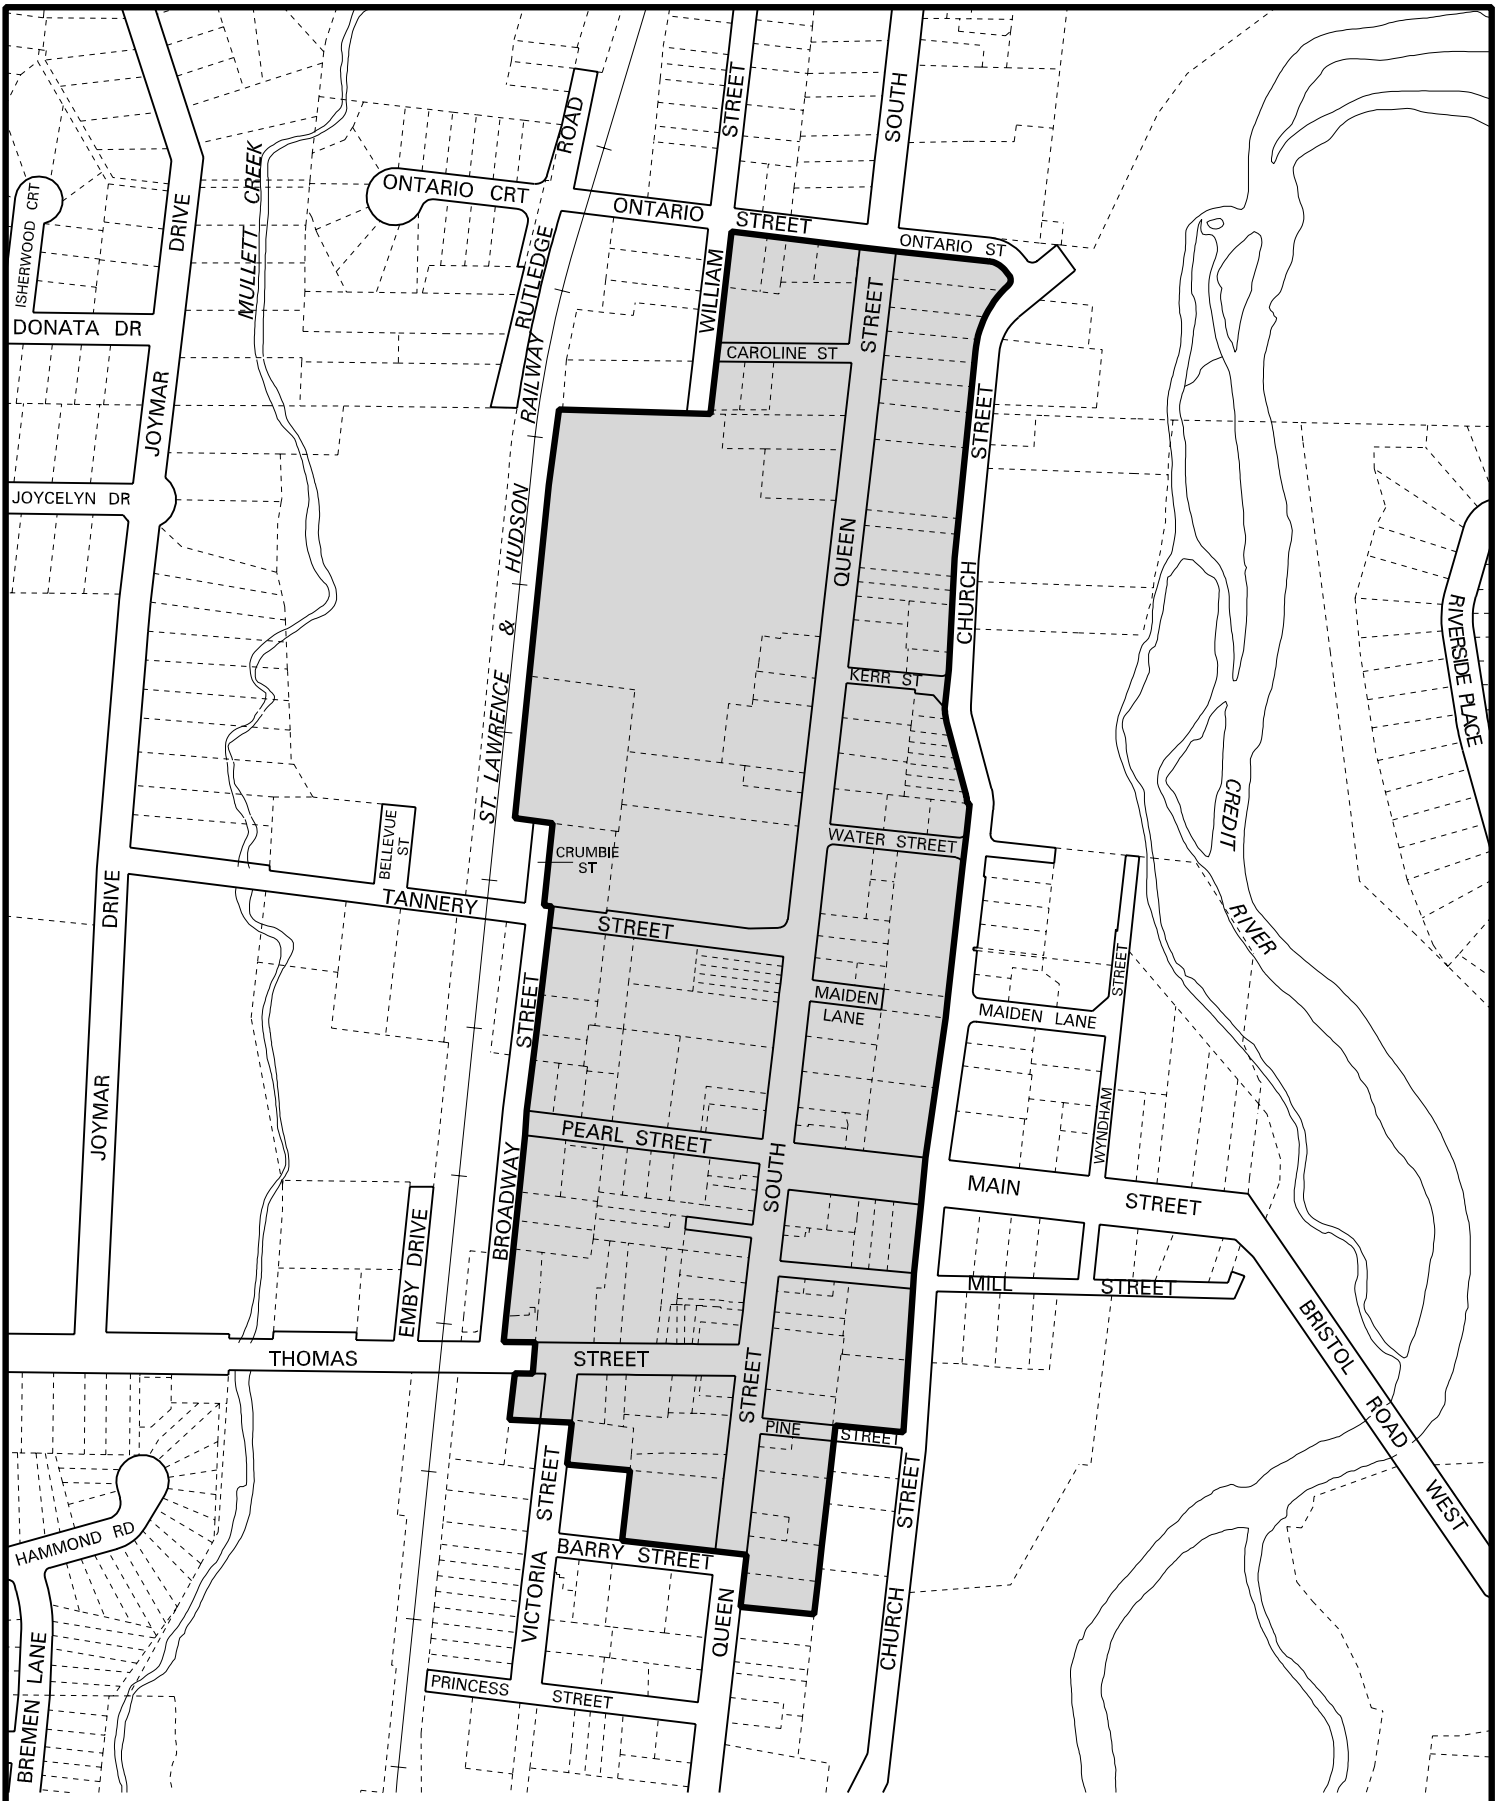 STREET
SOUTH
ROAD
ISHERWOOD CRT
DRIVE
MULLETT CREEK
ONTARIO CRT
ONTARIO STREET
ONTARIO ST
RUTLEDGE
WILLIAM
STREET
DONATA DR
CAROLINE ST
JOYMAR
RAILWAY
STREET
JOYCELYN DR
HUDSON
QUEEN
CHURCH
&
RIVERSIDE PLACE
ST. LAWRENCE
KERR ST
CREDIT
BELLEVUE
ST
CRUMBIE
ST
WATER STREET
DRIVE
TANNERY
STREET
RIVER
STREET
STREET
MAIDEN
LANE
MAIDEN LANE
JOYMAR
WYNDHAM
PEARL STREET
SOUTH
MAIN STREET
BROADWAY
EMBY DRIVE
MILL STREET
BRISTOL ROAD WEST
THOMAS STREET
STREET
PINE STREET
STREET
STREET
HAMMOND RD
BARRY STREET
VICTORIA
QUEEN
CHURCH
BREMEN LANE
PRINCESS STREET